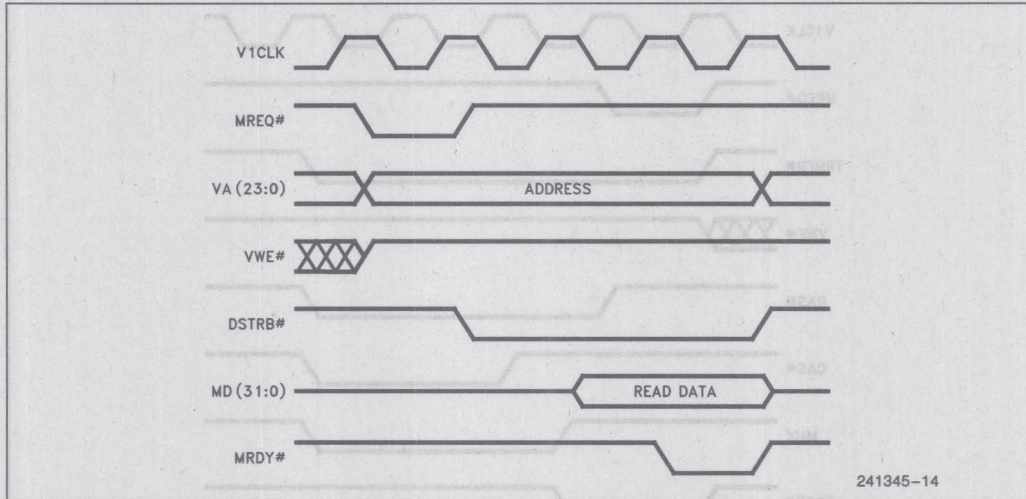 V1CLK
MREQ#
VA (23:0)
ADDRESS
VWE#
DSTRB#
MD (31:0)
READ DATA
MRDY#
241345-14